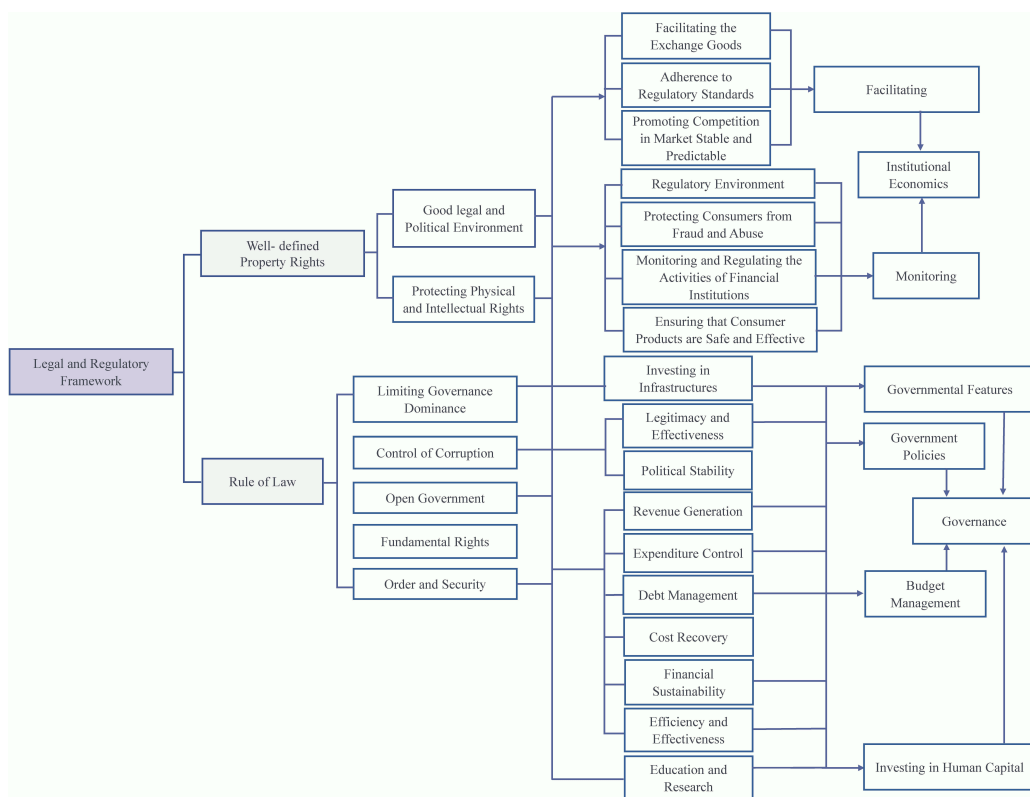 Legal and Regulatory
Framework
Well- defined
Property Rights
Rule of Law
Good legal and
Political Environment
Protecting Physical
and Intellectual Rights
Limiting Governance
Dominance
Control of Corruption
Open Government
Fundamental Rights
Order and Security
Facilitating the
Exchange Goods
Adherence to
Regulatory Standards
Promoting Competition
in Market Stable and
Predictable
Regulatory Environment
Protecting Consumers from
Fraud and Abuse
Monitoring and Regulating the
Activities of Financial
Institutions
Ensuring that Consumer
Products are Safe and Effective
Investing in
Infrastructures
Legitimacy and
Effectiveness
Political Stability
Revenue Generation
Expenditure Control
Debt Management
Cost Recovery
Financial
Sustainability
Efficiency and
Effectiveness
Education and
Research
Facilitating
Institutional
Economics
Monitoring
Governmental Features
Government
Policies
Governance
Budget
Management
Investing in Human Capital